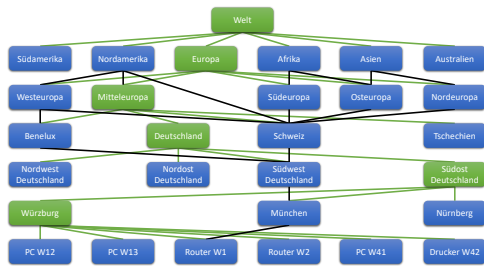 Welt
Südamerika Nordamerika Europa Afrika Asien Australien
Westeuropa Mitteleuropa Südeuropa Osteuropa Nordeuropa
Benelux Deutschland Schweiz Tschechien
Nordwest Nordost Südwest Südost
Deutschland Deutschland Deutschland Deutschland
Würzburg München Nürnberg
PC W12 PC W13 Router W1 Router W2 PC W41 Drucker W42